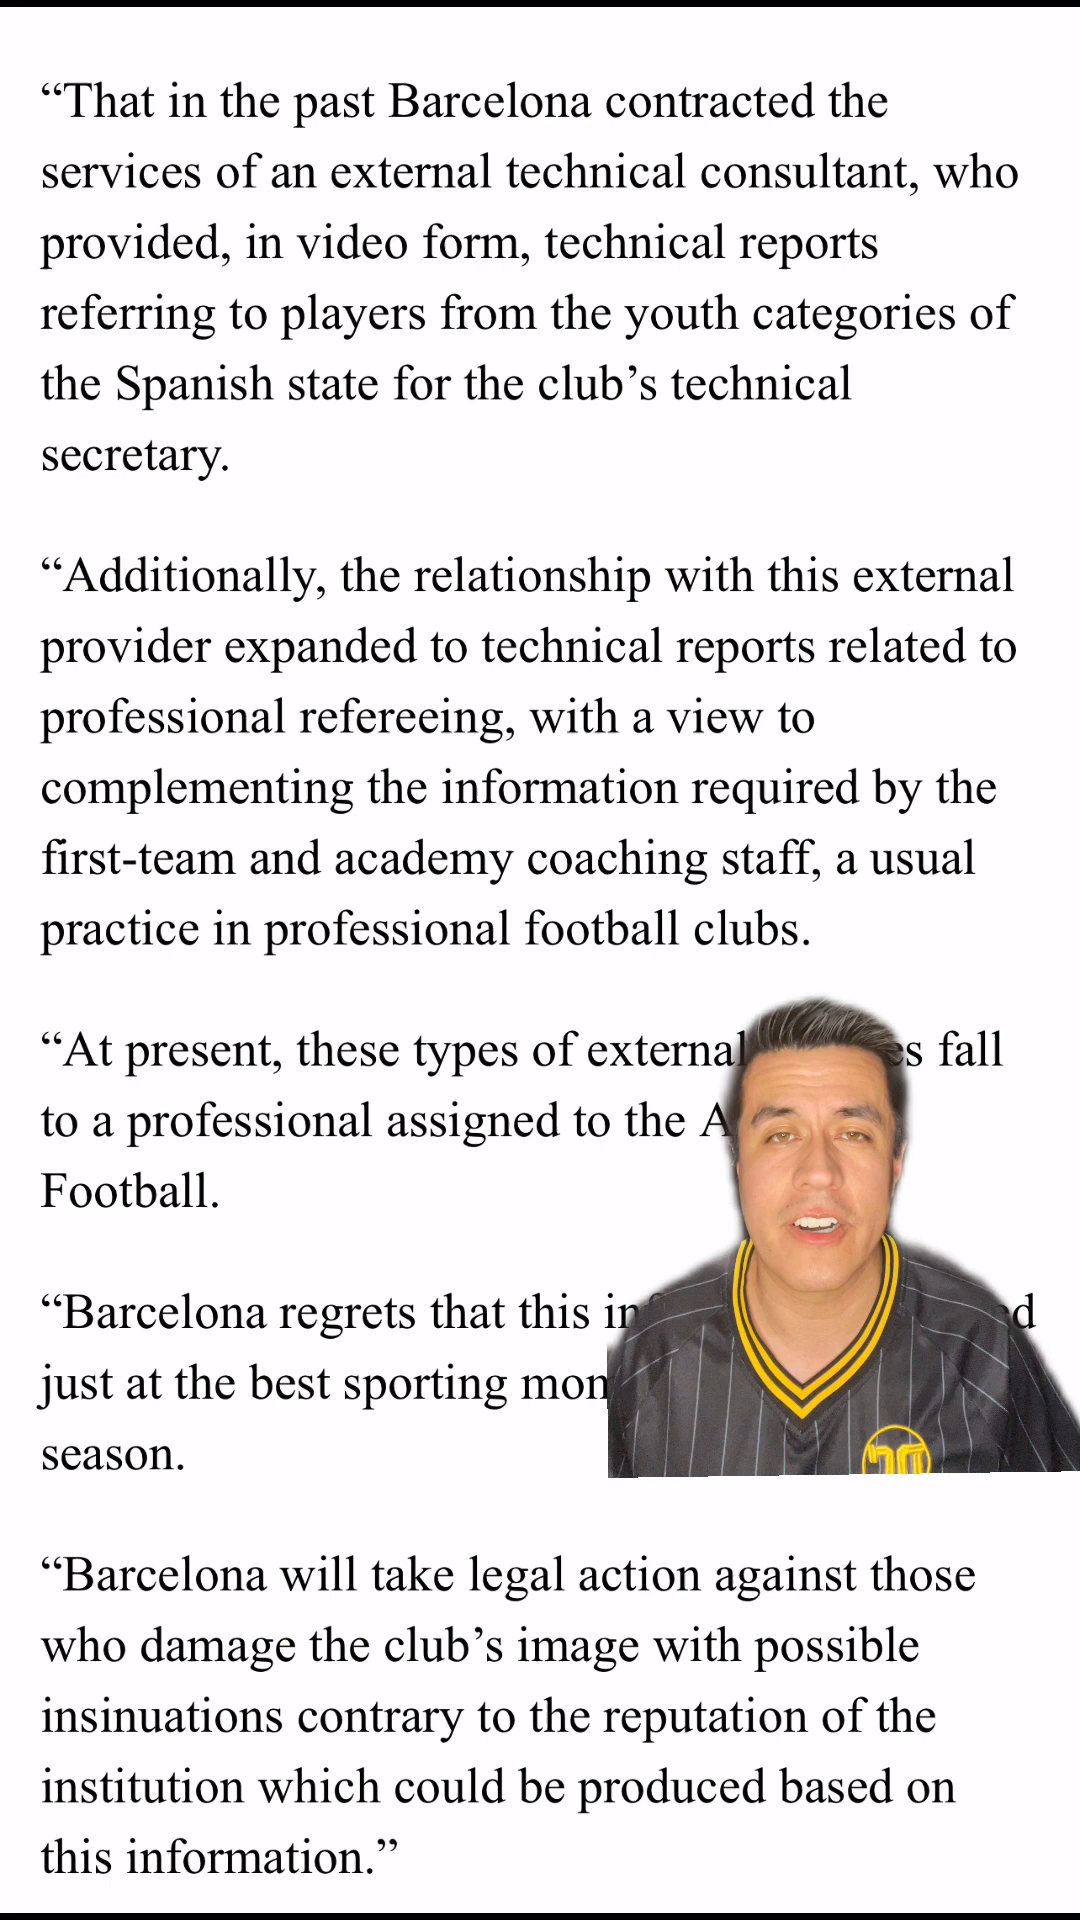 “That in the past Barcelona contracted the
services of an external technical consultant, who
provided, in video form, technical reports
referring to players from the youth categories of
the Spanish state for the club’s technical
secretary.
“Additionally, the relationship with this external
provider expanded to technical reports related to
professional refereeing, with a view to
complementing the information required by the
first-team and academy coaching staff, a usual
practice in professional football clubs.
“At present, these types of external fall
to a professional assigned to the
Football.
“Barcelona regrets that this
just at the best sporting
season.
“Barcelona will take legal action against those
who damage the club’s image with possible
insinuations contrary to the reputation of the
institution which could be produced based on
this information.”